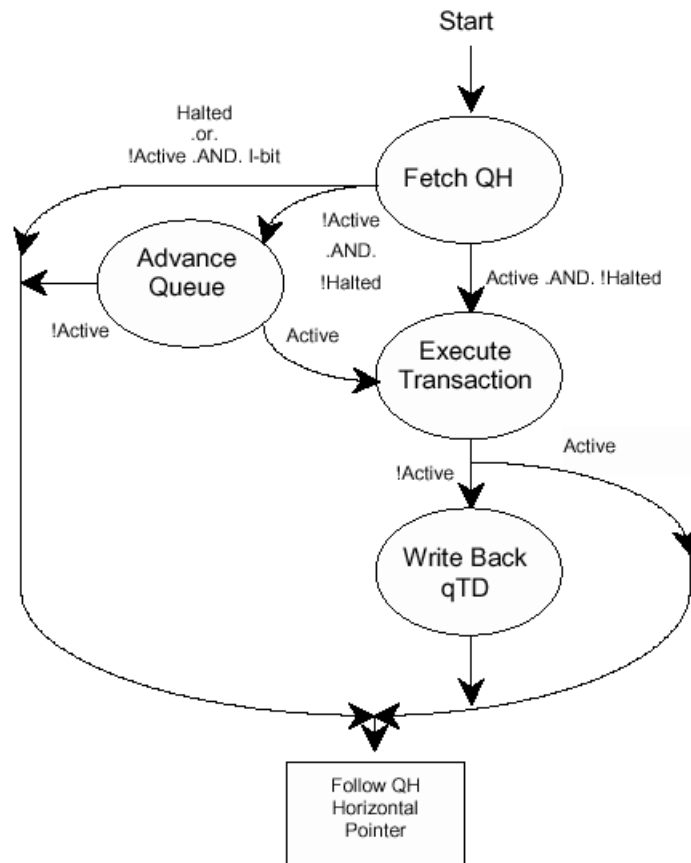 Start
Halted
.or.
!Active .AND. I-bit
Fetch QH
!Active
.AND.
!Halted
Advance
Queue
Active .AND. !Halted
!Active
Active
Execute
Transaction
Active
!Active
Write Back
qTD
Follow QH
Horizontal
Pointer